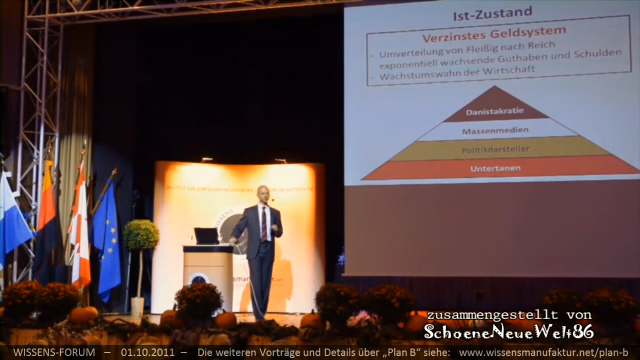 Ist-Zustand
Verzinstes Geldsystem
- Umverteilung von Fleißig nach Reich
exponentiell wachsende Guthaben und Schulden
- Wachstumswahn der Wirtschaft
Danistakratie
Massenmedien
Politikdarsteller
Untertanen
zusammengestellt von
SchoeneNeueWelt86
WISSENS-FORUM – 01.10.2011 – Die weiteren Vorträge und Details über „Plan B" siehe: www.wissensmanufaktur.net/plan-b